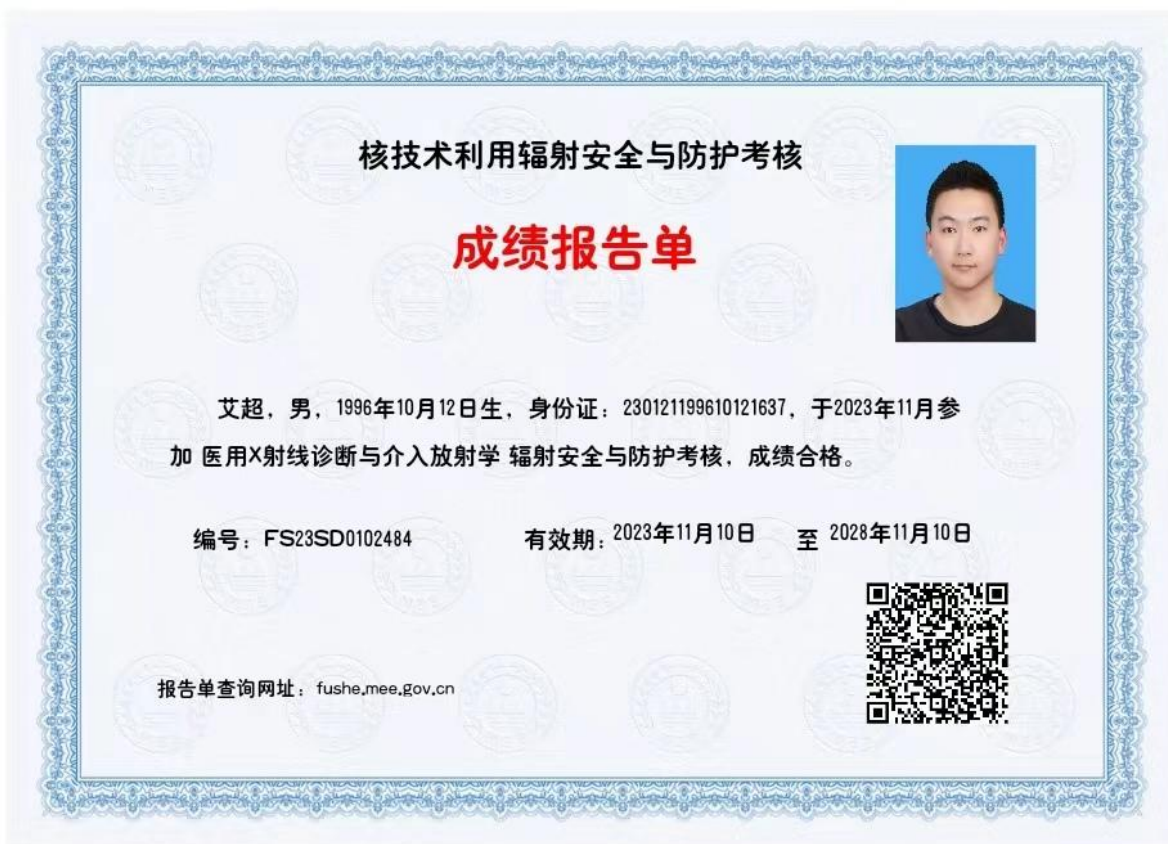 核技术利用辐射安全与防护考核
成绩报告单
艾超，男，1996年10月12日生，身份证：230121199610121637，于2023年11月参
加 医用X射线诊断与介入放射学 辐射安全与防护考核，成绩合格。
编号：FS23SD0102484 有效期：2023年11月10日 至 2028年11月10日
报告单查询网址：fushe.mee.gov.cn